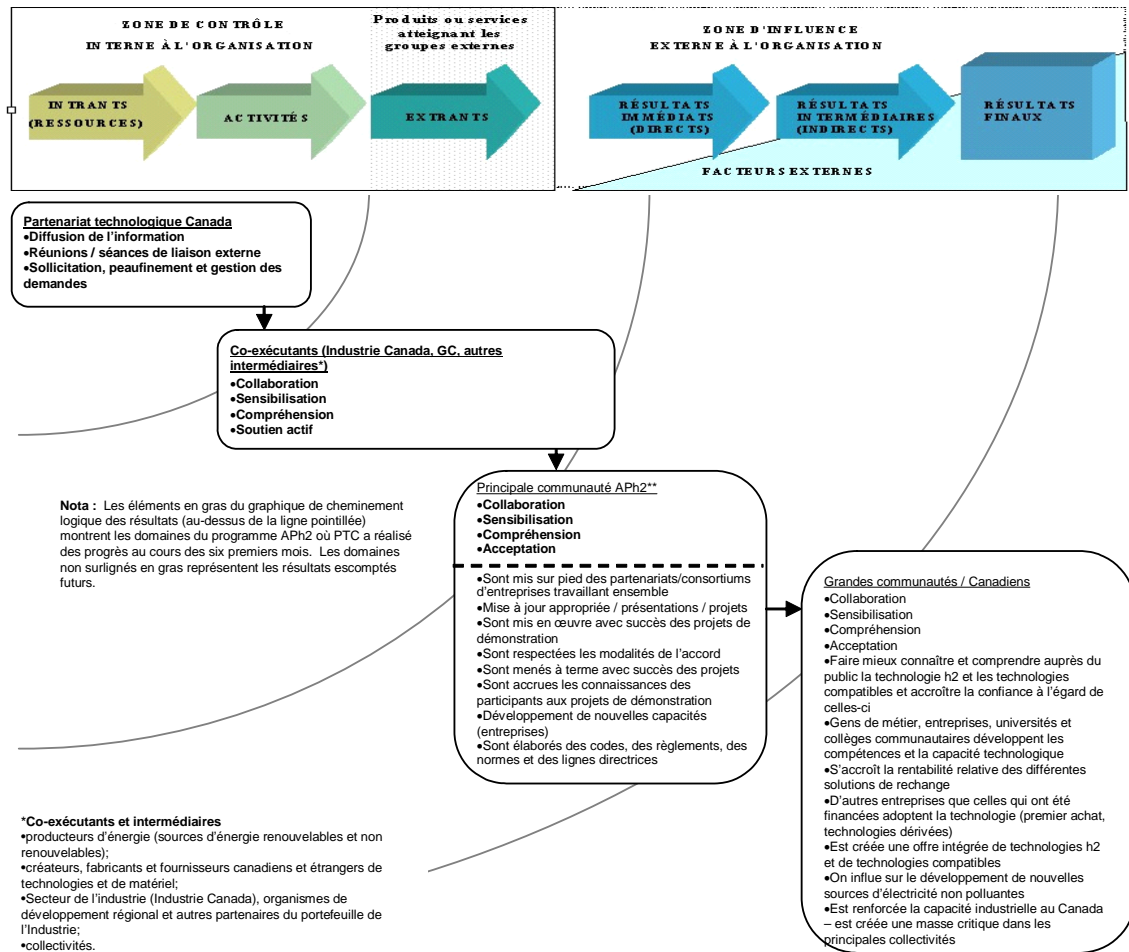 ZONE DE CONTRÔLE
INTERNE À L'ORGANISATION
Produits ou services
atteignant les
groupes externes
ZONE D'INFLUENCE
EXTERNE À L'ORGANISATION
INTRANTS
(RESSOURCES)
ACTIVITÉS
EXTRANTS
RÉSULTATS
IMMÉDIATS
(DIRECTS)
RÉSULTATS
INTERMÉDIAIRES
(INDIRECTS)
RÉSULTATS
FINAUX
FACTEURS EXTERNES
Partenariat technologique Canada
•Diffusion de l'information
•Réunions / séances de liaison externe
•Sollicitation, peaufinement et gestion des
demandes
Co-exécutants (Industrie Canada, GC, autres
intermédiaires*)
•Collaboration
•Sensibilisation
•Compréhension
•Soutien actif
Nota : Les éléments en gras du graphique de cheminement
logique des résultats (au-dessus de la ligne pointillée)
montrent les domaines du programme APh2 où PTC a réalisé
des progrès au cours des six premiers mois. Les domaines
non surlignés en gras représentent les résultats escomptés
futurs.
Principale communauté APh2**
•Collaboration
•Sensibilisation
•Compréhension
•Acceptation
•Sont mis sur pied des partenariats/consortiums
d'entreprises travaillant ensemble
•Mise à jour appropriée / présentations / projets
•Sont mis en œuvre avec succès des projets de
démonstration
•Sont respectées les modalités de l'accord
•Sont menés à terme avec succès des projets
•Sont accrues les connaissances des
participants aux projets de démonstration
•Développement de nouvelles capacités
(entreprises)
•Sont élaborés des codes, des règlements, des
normes et des lignes directrices
Grandes communautés / Canadiens
•Collaboration
•Sensibilisation
•Compréhension
•Acceptation
•Faire mieux connaître et comprendre auprès du
public la technologie h2 et les technologies
compatibles et accroître la confiance à l'égard de
celles-ci
•Gens de métier, entreprises, universités et
collèges communautaires développent les
compétences et la capacité technologique
•S'accroît la rentabilité relative des différentes
solutions de rechange
•D'autres entreprises que celles qui ont été
financées adoptent la technologie (premier achat,
technologies dérivées)
•Est créée une offre intégrée de technologies h2
et de technologies compatibles
•On influe sur le développement de nouvelles
sources d'électricité non polluantes
•Est renforcée la capacité industrielle au Canada
– est créée une masse critique dans les
principales collectivités
*Co-exécutants et intermédiaires
•producteurs d'énergie (sources d'énergie renouvelables et non
renouvelables);
•créateurs, fabricants et fournisseurs canadiens et étrangers de
technologies et de matériel;
•Secteur de l'industrie (Industrie Canada), organismes de
développement régional et autres partenaires du portefeuille de
l'Industrie;
•collectivités.